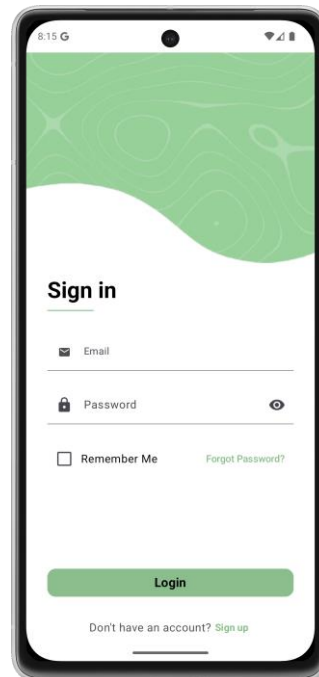 8:15 G
Sign in
Email
Password
Remember Me Forgot Password?
Login
Don't have an account? Sign up